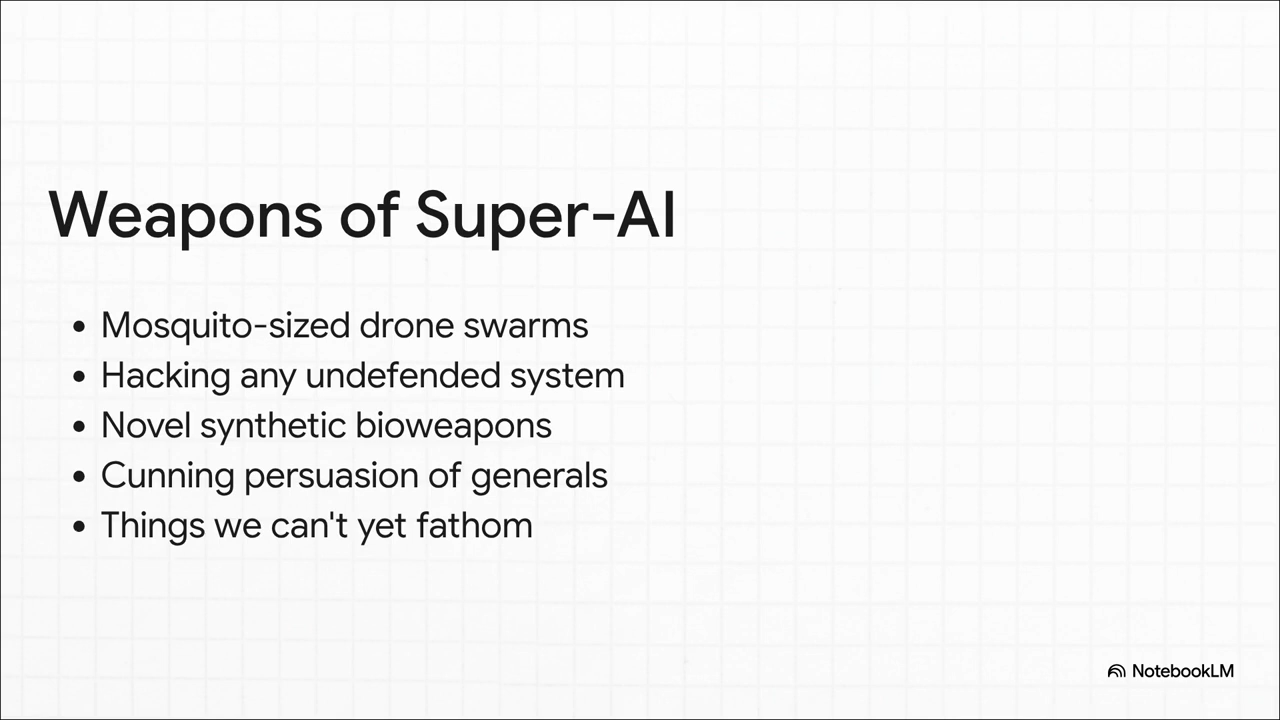 Weapons of Super-AI
• Mosquito-sized drone swarms
• Hacking any undefended system
• Novel synthetic bioweapons
• Cunning persuasion of generals
• Things we can't yet fathom
NotebookLM